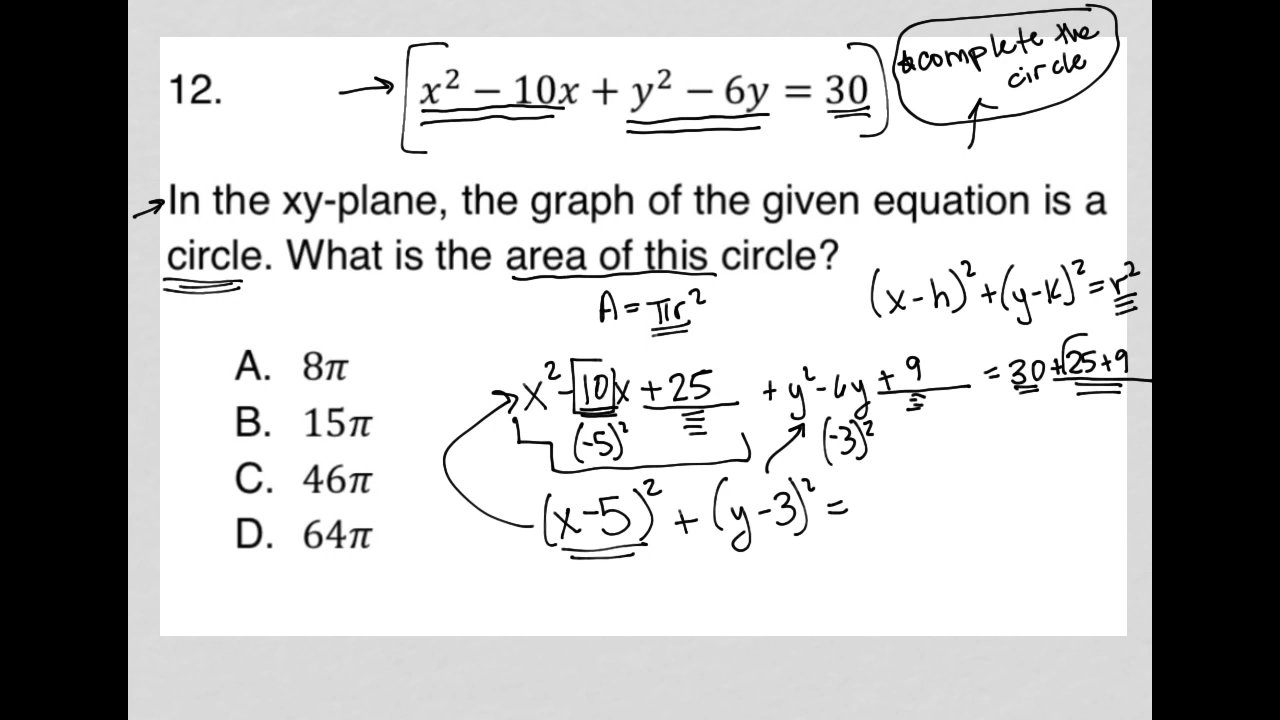 *complete the
circle
12. x² − 10x + y² − 6y = 30
In the xy-plane, the graph of the given equation is a
circle. What is the area of this circle?
A = πr²
(x-h)² + (y-k)² = r²
A. 8π
B. 15π
C. 46π
D. 64π
x² - 10x + 25 + y² - 6y + 9 = 30 + 25 + 9
(-5)² (-3)²
(x-5)² + (y-3)² =